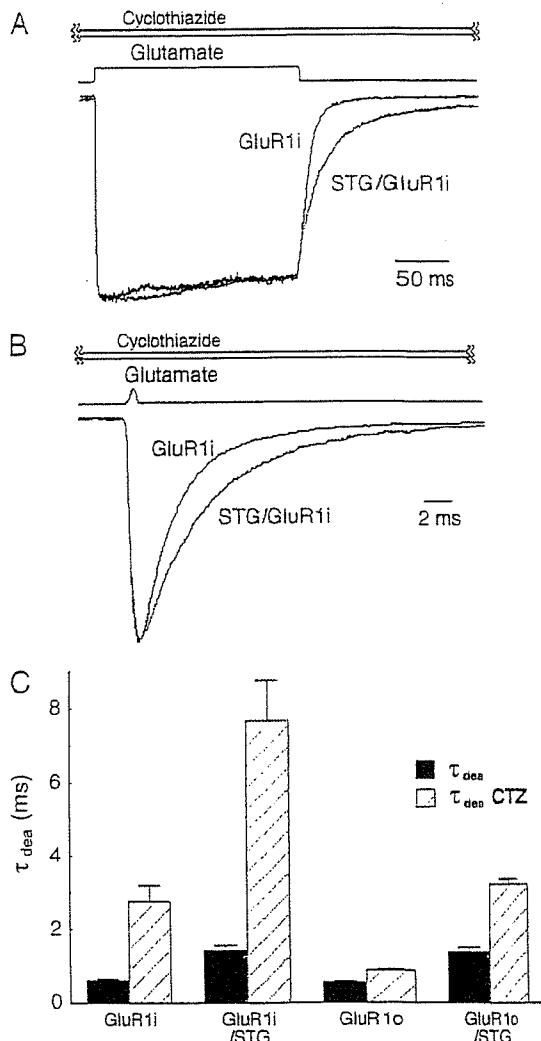 A
Cyclothiazide
Glutamate
GluR1i
STG/GluR1i
50 ms
B
Cyclothiazide
Glutamate
GluR1i
STG/GluR1i
2 ms
C
8
6
4
2
0
τdea (ms)
τdea
τdea CTZ
GluR1i
GluR1i
/STG
GluR1o
GluR1o
/STG